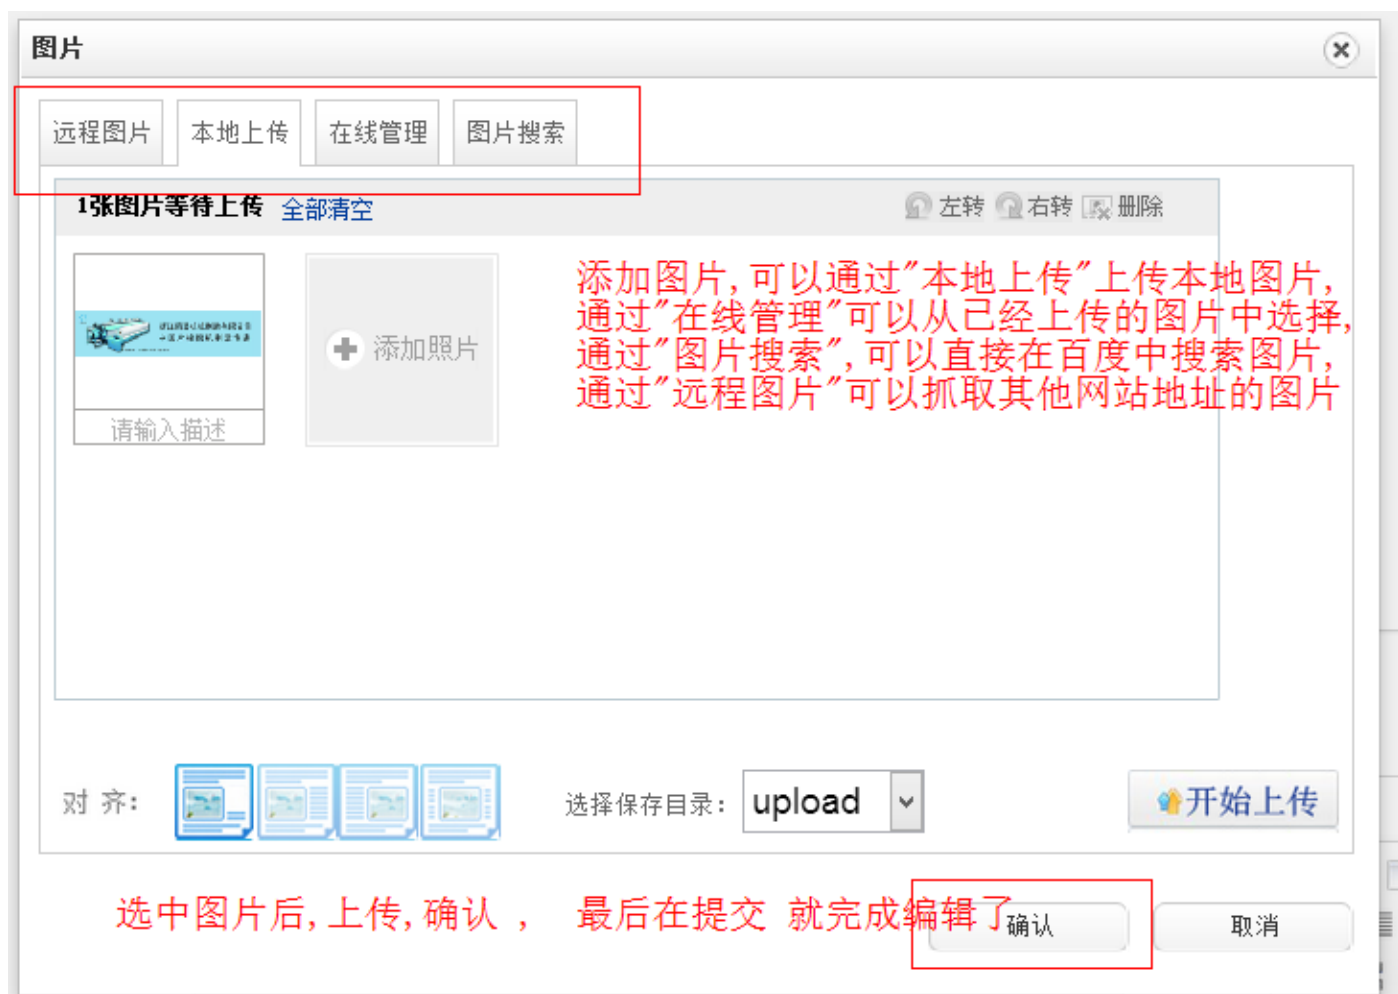 图片
远程图片 本地上传 在线管理 图片搜索
1张图片等待上传 全部清空 左转 右转 删除
添加图片,可以通过"本地上传"上传本地图片,
通过"在线管理"可以从已经上传的图片中选择,
通过"图片搜索",可以直接在百度中搜索图片,
通过"远程图片"可以抓取其他网站地址的图片
添加照片
请输入描述
对 齐: 选择保存目录: upload 开始上传
选中图片后,上传,确认 , 最后在提交 就完成编辑了
确认 取消